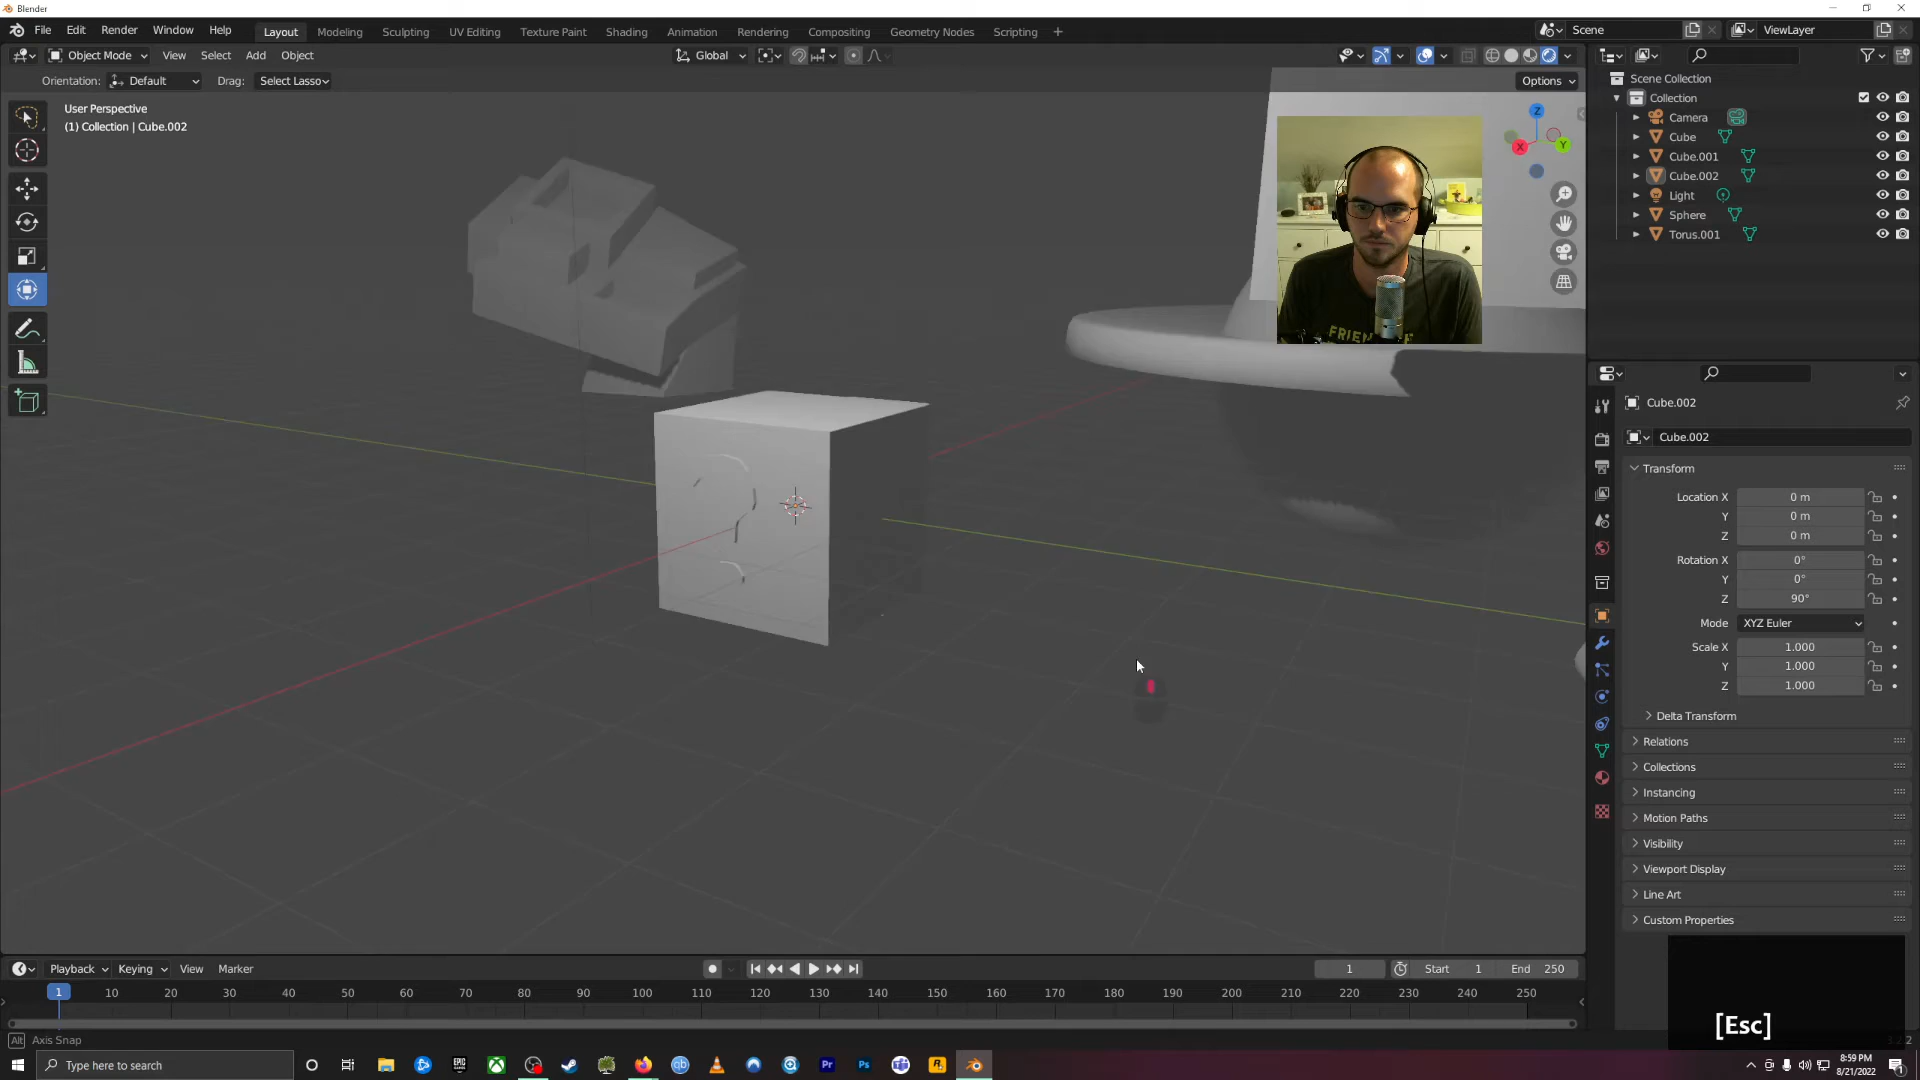 Blender
File Edit Render Window Help Layout Modeling Sculpting UV Editing Texture Paint Shading Animation Rendering Compositing Geometry Nodes Scripting + Scene ViewLayer
Object Mode View Select Add Object Global
Orientation: Default Drag: Select Lasso Options
User Perspective
(1) Collection | Cube.002
Z
X
Y
FRIEN
Scene Collection
Collection
Camera
Cube
Cube.001
Cube.002
Light
Sphere
Torus.001
Cube.002
Cube.002
Transform
Location X 0 m
Y 0 m
Z 0 m
Rotation X 0°
Y 0°
Z 90°
Mode XYZ Euler
Scale X 1.000
Y 1.000
Z 1.000
Delta Transform
Relations
Collections
Instancing
Motion Paths
Visibility
Viewport Display
Line Art
Custom Properties
Playback Keying View Marker 1 Start 1 End 250
1 10 20 30 40 50 60 70 80 90 100 110 120 130 140 150 160 170 180 190 200 210 220 230 240 250
[Esc]
Alt Axis Snap
Type here to search
EPIC
qb
Pr
Ps
R
8:59 PM
8/21/2022
1